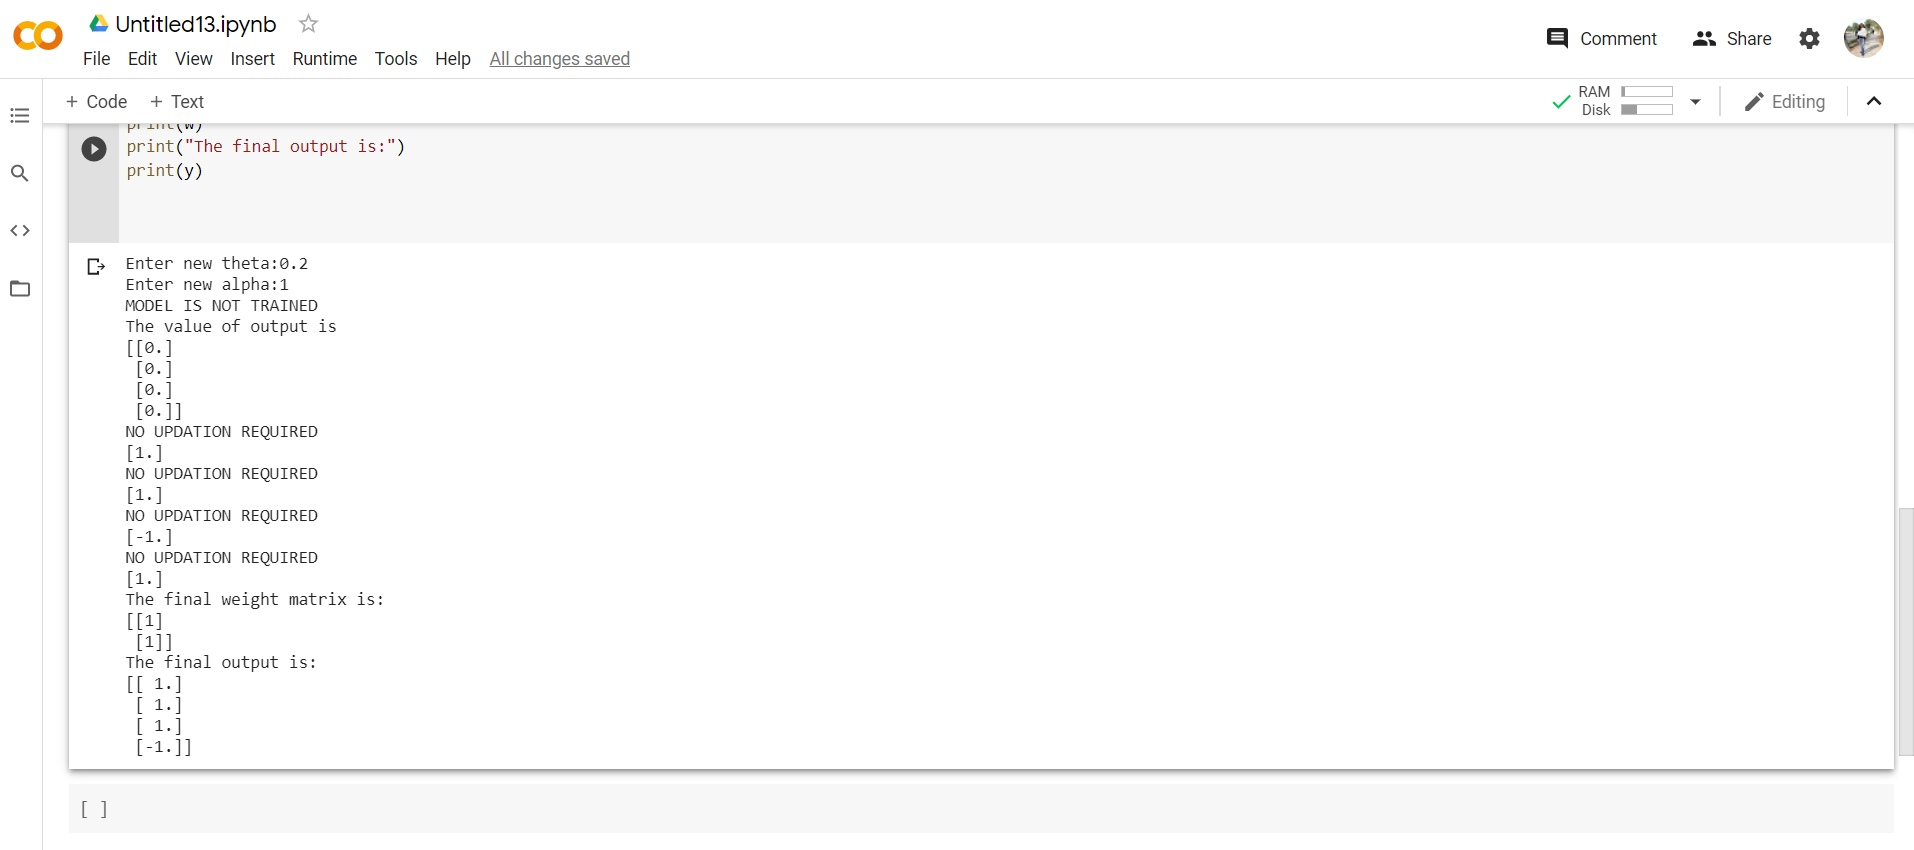 Untitled13.ipynb
File Edit View Insert Runtime Tools Help All changes saved
Comment Share
+ Code + Text
RAM
Disk
Editing
print(w)
print("The final output is:")
print(y)
Enter new theta:0.2
Enter new alpha:1
MODEL IS NOT TRAINED
The value of output is
[[0.]
 [0.]
 [0.]
 [0.]]
NO UPDATION REQUIRED
[1.]
NO UPDATION REQUIRED
[1.]
NO UPDATION REQUIRED
[-1.]
NO UPDATION REQUIRED
[1.]
The final weight matrix is:
[[1]
 [1]]
The final output is:
[[ 1.]
 [ 1.]
 [ 1.]
 [-1.]]
[ ]